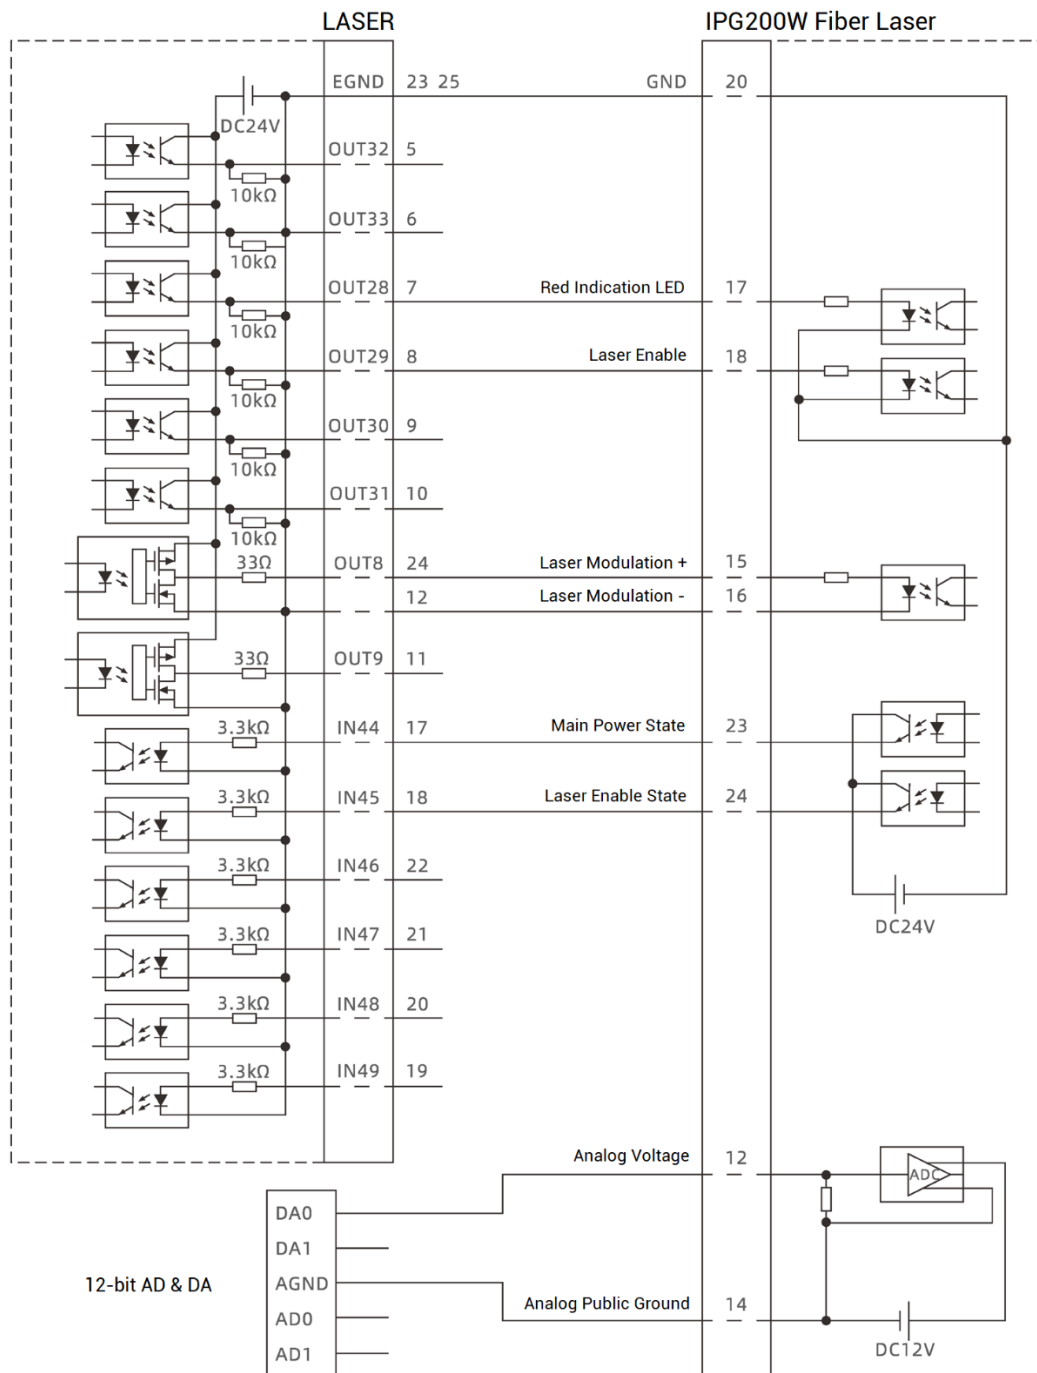 LASER IPG200W Fiber Laser
EGND 23 25 GND 20
DC24V
OUT32 5
10kΩ
OUT33 6
10kΩ
OUT28 7 Red Indication LED 17
10kΩ
OUT29 8 Laser Enable 18
10kΩ
OUT30 9
10kΩ
OUT31 10
10kΩ
33Ω OUT8 24 Laser Modulation + 15
12 Laser Modulation - 16
33Ω OUT9 11
3.3kΩ IN44 17 Main Power State 23
3.3kΩ IN45 18 Laser Enable State 24
3.3kΩ IN46 22
DC24V
3.3kΩ IN47 21
3.3kΩ IN48 20
3.3kΩ IN49 19
Analog Voltage 12
ADC
DA0
DA1
12-bit AD & DA AGND
Analog Public Ground 14
AD0
DC12V
AD1